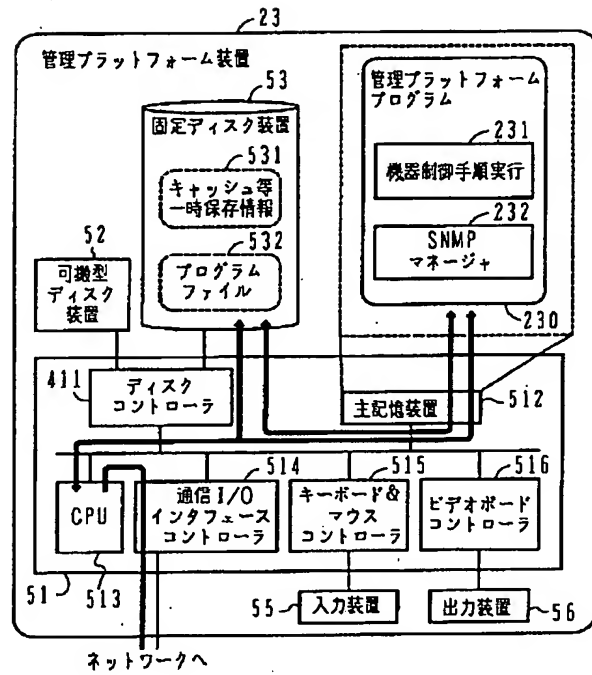 23
管理プラットフォーム装置
53
固定ディスク装置
531
キャッシュ等
一時保存情報
532
プログラム
ファイル
52
可搬型
ディスク
装置
管理プラットフォーム
プログラム
231
機器制御手順実行
232
SNMP
マネージャ
230
411
ディスク
コントローラ
主記憶装置
512
514
515
516
CPU
通信I/O
インタフェース
コントローラ
キーボード&
マウス
コントローラ
ビデオボード
コントローラ
51
513
55
入力装置
出力装置
56
ネットワークへ